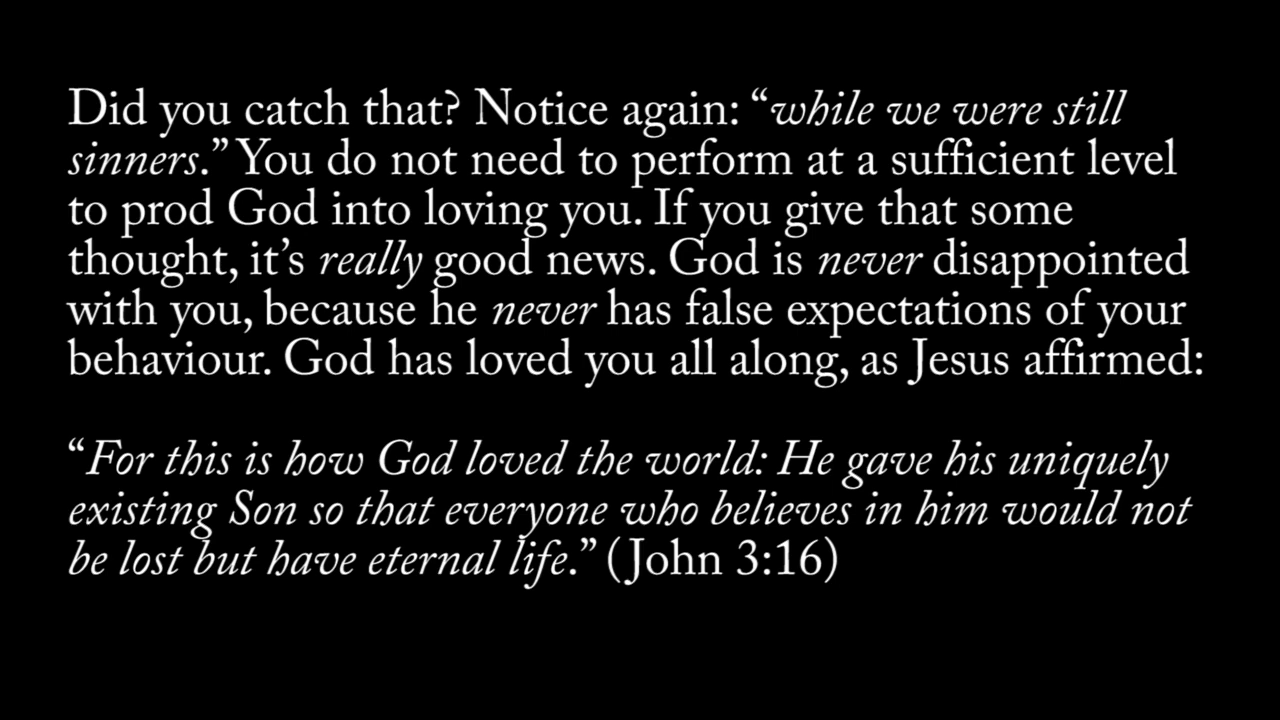 Did you catch that? Notice again: “while we were still
sinners.” You do not need to perform at a sufficient level
to prod God into loving you. If you give that some
thought, it’s really good news. God is never disappointed
with you, because he never has false expectations of your
behaviour. God has loved you all along, as Jesus affirmed:
“For this is how God loved the world: He gave his uniquely
existing Son so that everyone who believes in him would not
be lost but have eternal life.” (John 3:16)